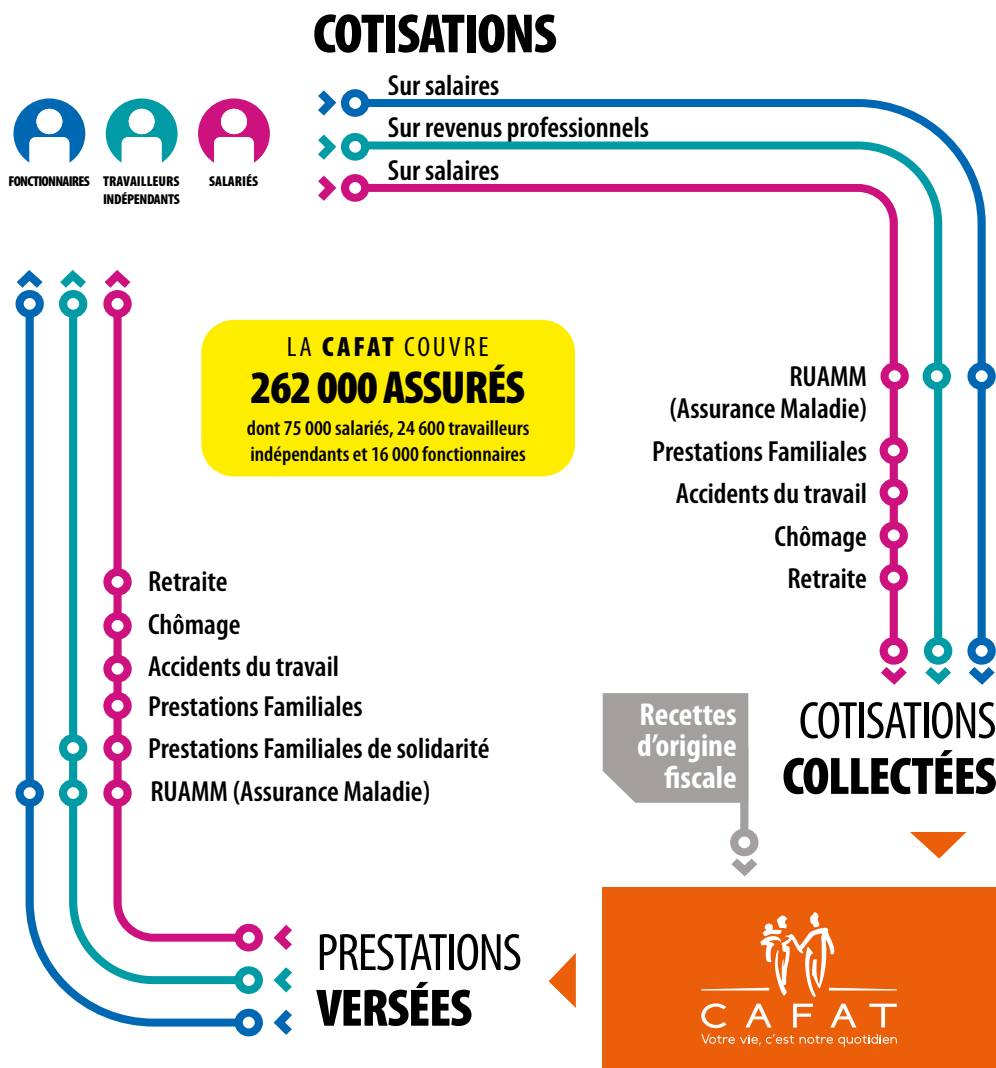 COTISATIONS
Sur salaires
Sur revenus professionnels
Sur salaires
FONCTIONNAIRES
TRAVAILLEURS
INDÉPENDANTS
SALARIÉS
LA CAFAT COUVRE
262 000 ASSURÉS
dont 75 000 salariés, 24 600 travailleurs
indépendants et 16 000 fonctionnaires
RUAMM
(Assurance Maladie)
Prestations Familiales
Accidents du travail
Chômage
Retraite
Retraite
Chômage
Accidents du travail
Prestations Familiales
Prestations Familiales de solidarité
RUAMM (Assurance Maladie)
Recettes
d'origine
fiscale
COTISATIONS
COLLECTÉES
PRESTATIONS
VERSÉES
CAFAT
Votre vie, c'est notre quotidien